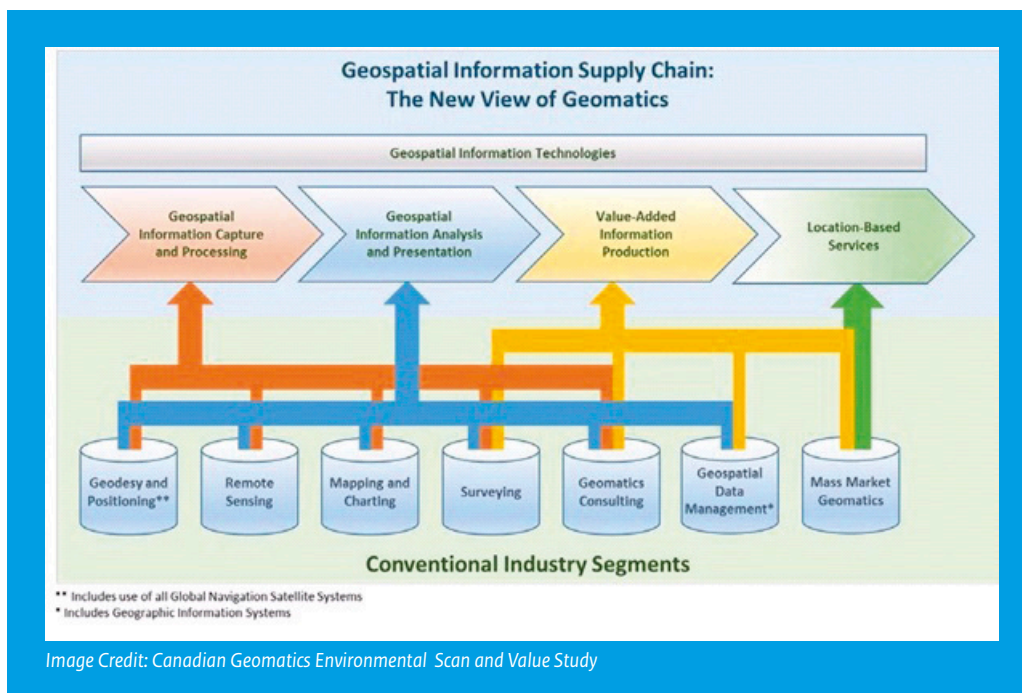 Geospatial Information Supply Chain:
The New View of Geomatics
Geospatial Information Technologies
Geospatial
Information Capture
and Processing
Geospatial
Information Analysis
and Presentation
Value-Added
Information
Production
Location-Based
Services
Geodesy and
Positioning**
Remote
Sensing
Mapping and
Charting
Surveying
Geomatics
Consulting
Geospatial
Data
Management*
Mass Market
Geomatics
Conventional Industry Segments
** Includes use of all Global Navigation Satellite Systems
* Includes Geographic Information Systems
Image Credit: Canadian Geomatics Environmental Scan and Value Study